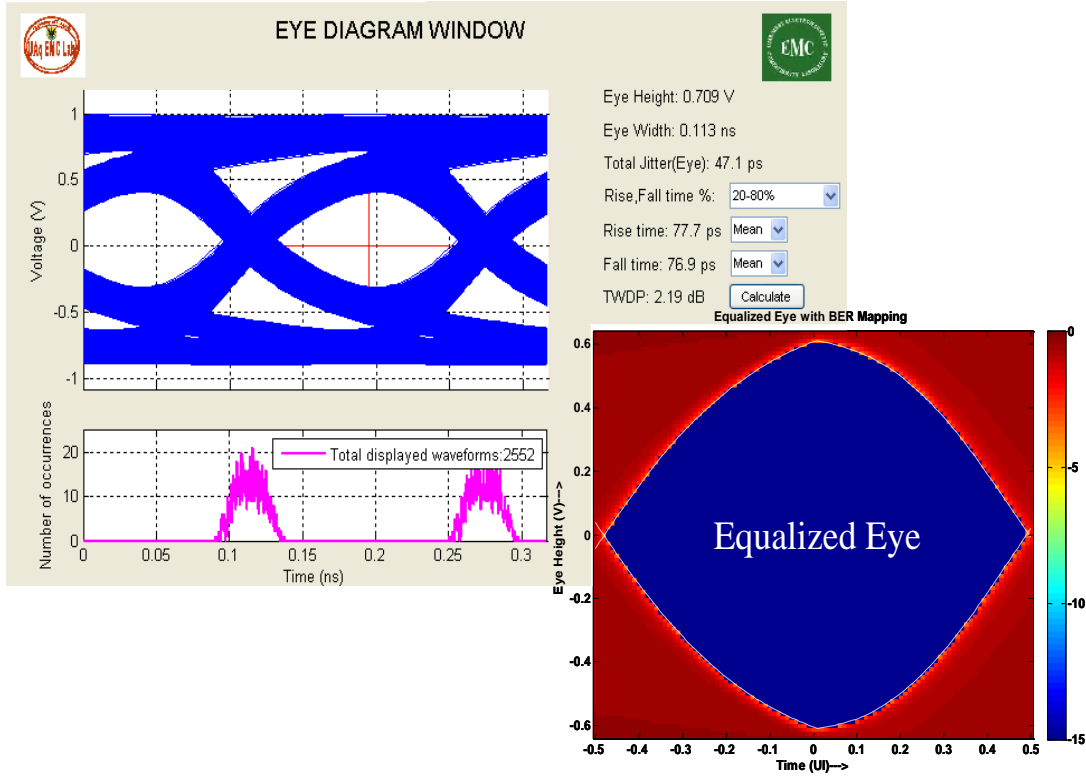 EYE DIAGRAM WINDOW
UAq EMC Lab
EMC
Voltage (V)
1
0.5
0
-0.5
-1
Eye Height: 0.709 V
Eye Width: 0.113 ns
Total Jitter(Eye): 47.1 ps
Rise,Fall time %: 20-80%
Rise time: 77.7 ps Mean
Fall time: 76.9 ps Mean
TWDP: 2.19 dB Calculate
Number of occurrences
20
10
0
Total displayed waveforms:2552
0 0.05 0.1 0.15 0.2 0.25 0.3
Time (ns)
Equalized Eye with BER Mapping
Eye Height (V)--->
0.6
0.4
0.2
0
-0.2
-0.4
-0.6
Equalized Eye
-0.5 -0.4 -0.3 -0.2 -0.1 0 0.1 0.2 0.3 0.4 0.5
Time (UI)--->
0
-5
-10
-15